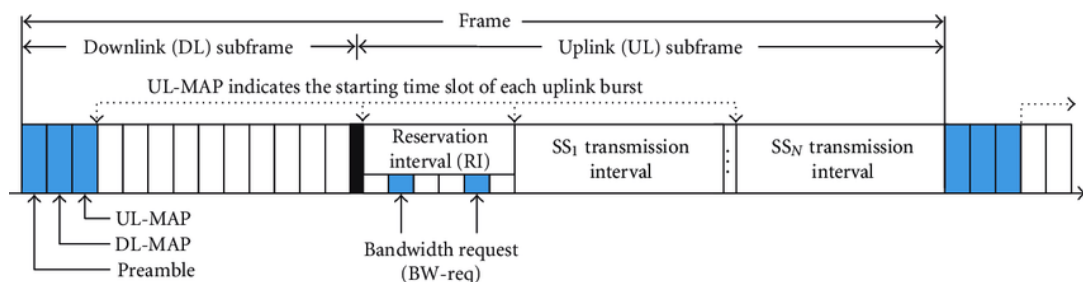 Frame
Downlink (DL) subframe
Uplink (UL) subframe
UL-MAP indicates the starting time slot of each uplink burst
Reservation
interval (RI)
SS₁ transmission
interval
SS_N transmission
interval
UL-MAP
DL-MAP
Preamble
Bandwidth request
(BW-req)